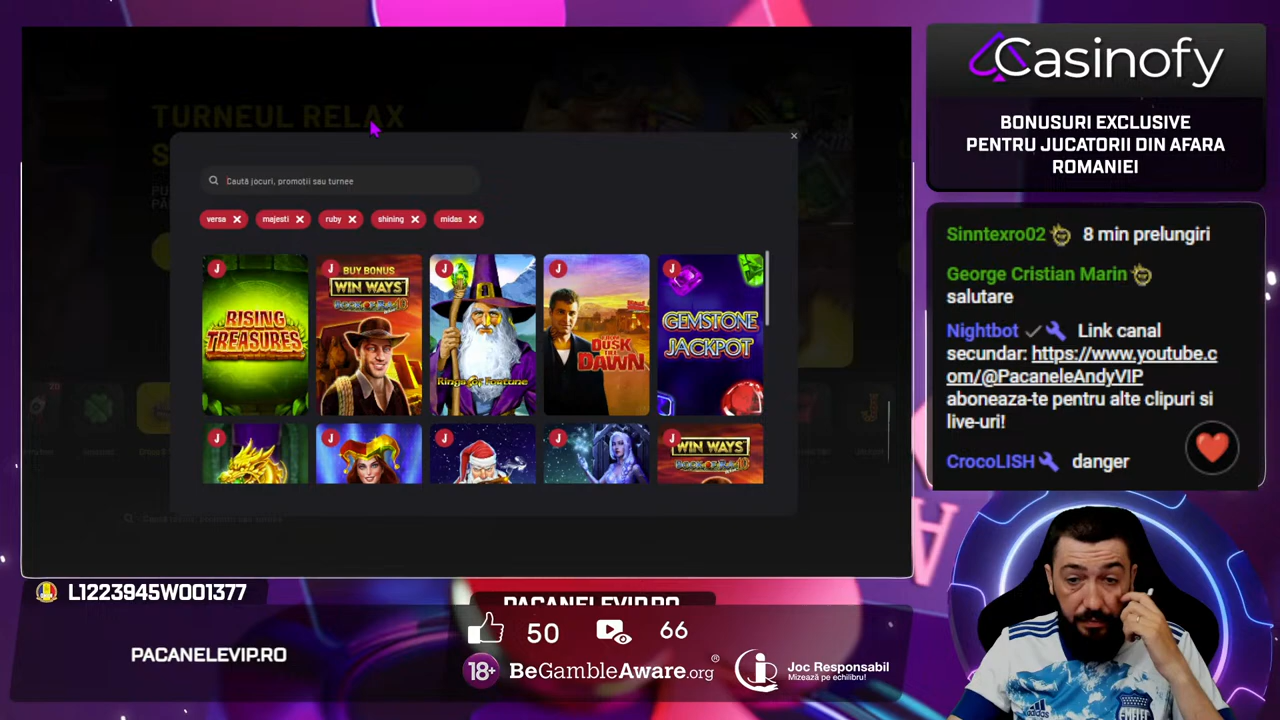 TURNEUL RELAX
Caută jocuri, promoții sau turnee
versa
majesti
ruby
shining
midas
J
RISING
TREASURES
J
BUY BONUS
WIN WAYS
J
Rings of Fortune
J
DUSK
DAWN
J
GEMSTONE
JACKPOT
J
J
J
J
J
WIN WAYS
Casinofy
BONUSURI EXCLUSIVE
PENTRU JUCATORII DIN AFARA
ROMANIEI
Sinntexro02 8 min prelungiri
George Cristian Marin
salutare
Nightbot Link canal
secundar: https://www.youtube.c
om/@PacaneleAndyVIP
aboneaza-te pentru alte clipuri si
live-uri!
CrocoLISH danger
L1223945W001377
PACANELEVIP.RO
PACANELEVIP.RO
50
66
18+ BeGambleAware.org®
Joc Responsabil
Mizează pe echilibru!
adidas